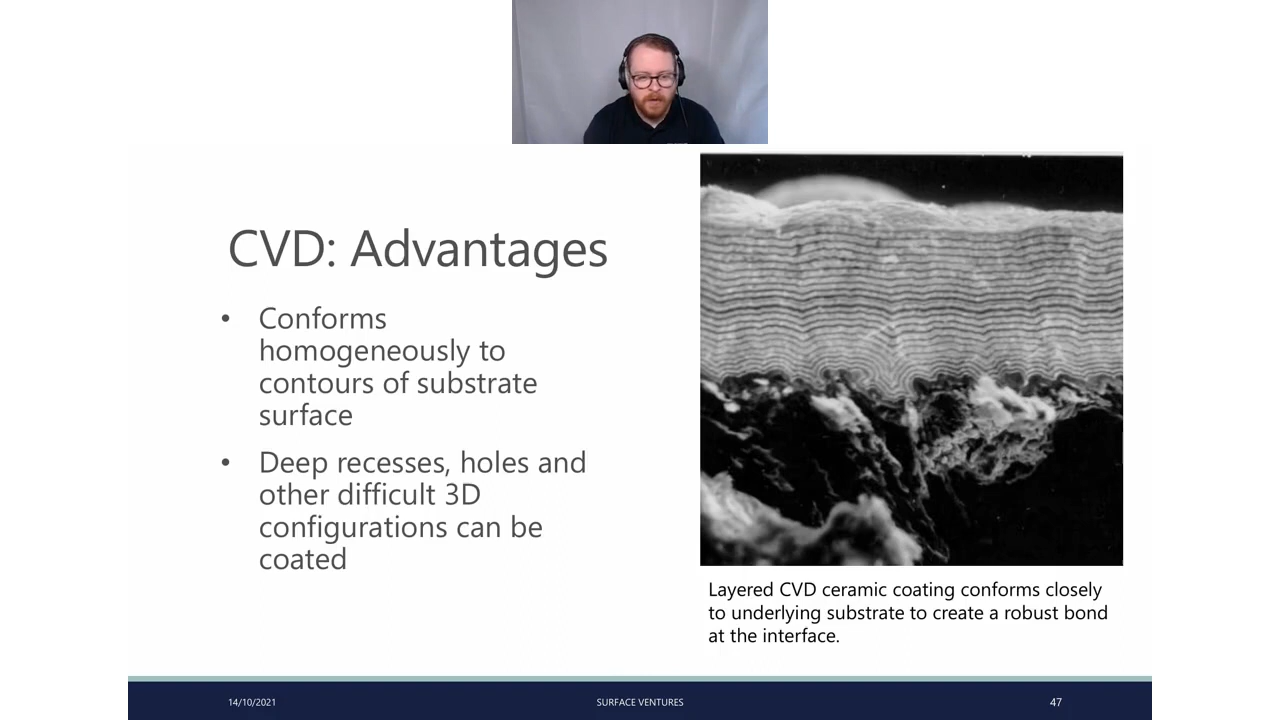 CVD: Advantages
• Conforms
homogeneously to
contours of substrate
surface
• Deep recesses, holes and
other difficult 3D
configurations can be
coated
Layered CVD ceramic coating conforms closely
to underlying substrate to create a robust bond
at the interface.
14/10/2021
SURFACE VENTURES
47